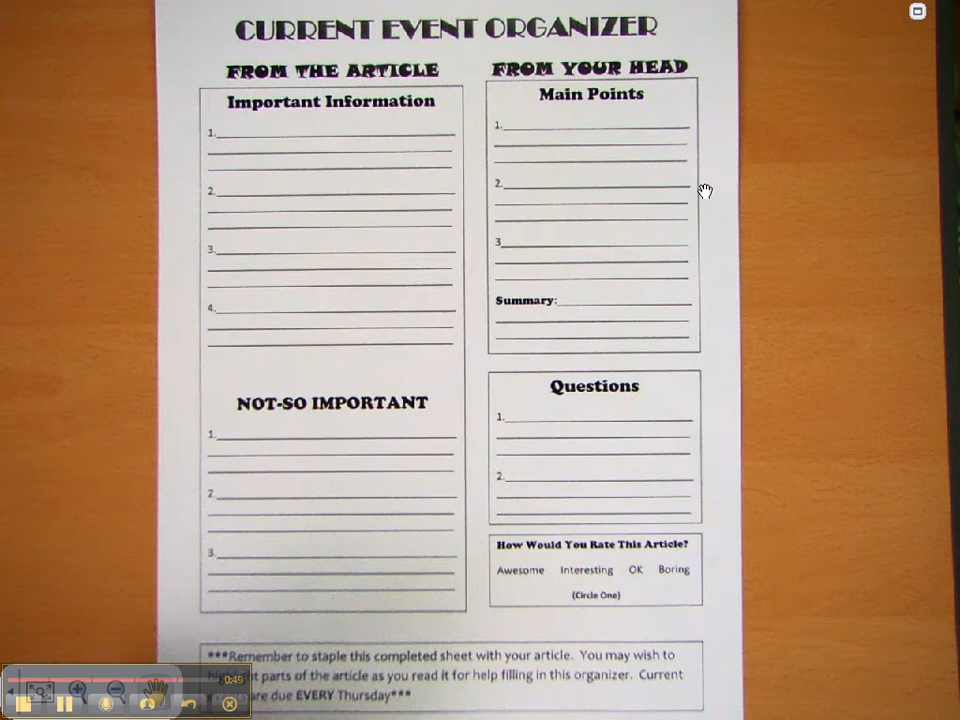 CURRENT EVENT ORGANIZER
FROM THE ARTICLE
Important Information
1.
2.
3.
4.
NOT-SO IMPORTANT
1.
2.
3.
FROM YOUR HEAD
Main Points
1.
2.
3
Summary:
Questions
1.
2.
How Would You Rate This Article?
Awesome Interesting OK Boring
(Circle One)
***Remember to staple this completed sheet with your article. You may wish to
parts of the article as you read it for help filling in this organizer. Current
are due EVERY Thursday***
0:49